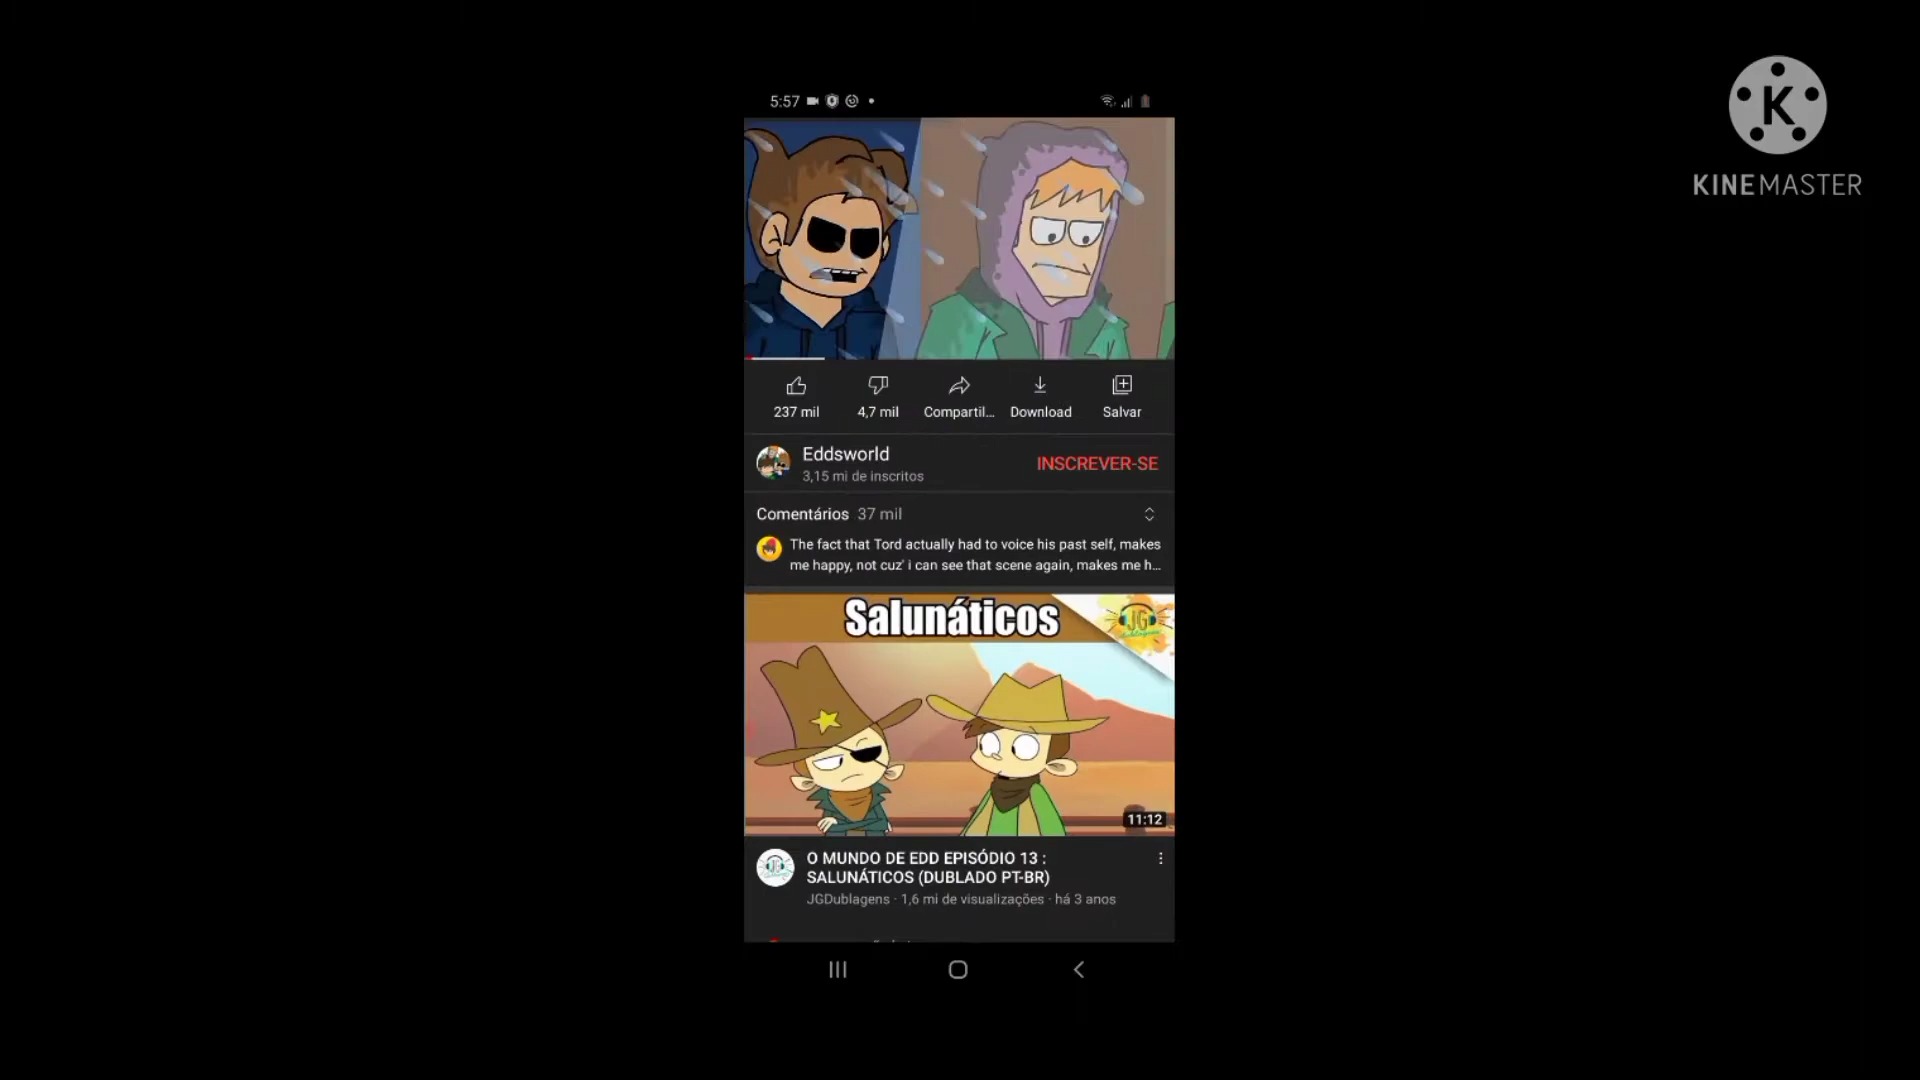 5:57
K
KINEMASTER
237 mil
4,7 mil
Compartil...
Download
Salvar
Eddsworld
3,15 mi de inscritos
INSCREVER-SE
Comentários 37 mil
The fact that Tord actually had to voice his past self, makes
me happy, not cuz' i can see that scene again, makes me h...
Salunáticos
JG
11:12
O MUNDO DE EDD EPISÓDIO 13 :
SALUNÁTICOS (DUBLADO PT-BR)
JGDublagens · 1,6 mi de visualizações · há 3 anos